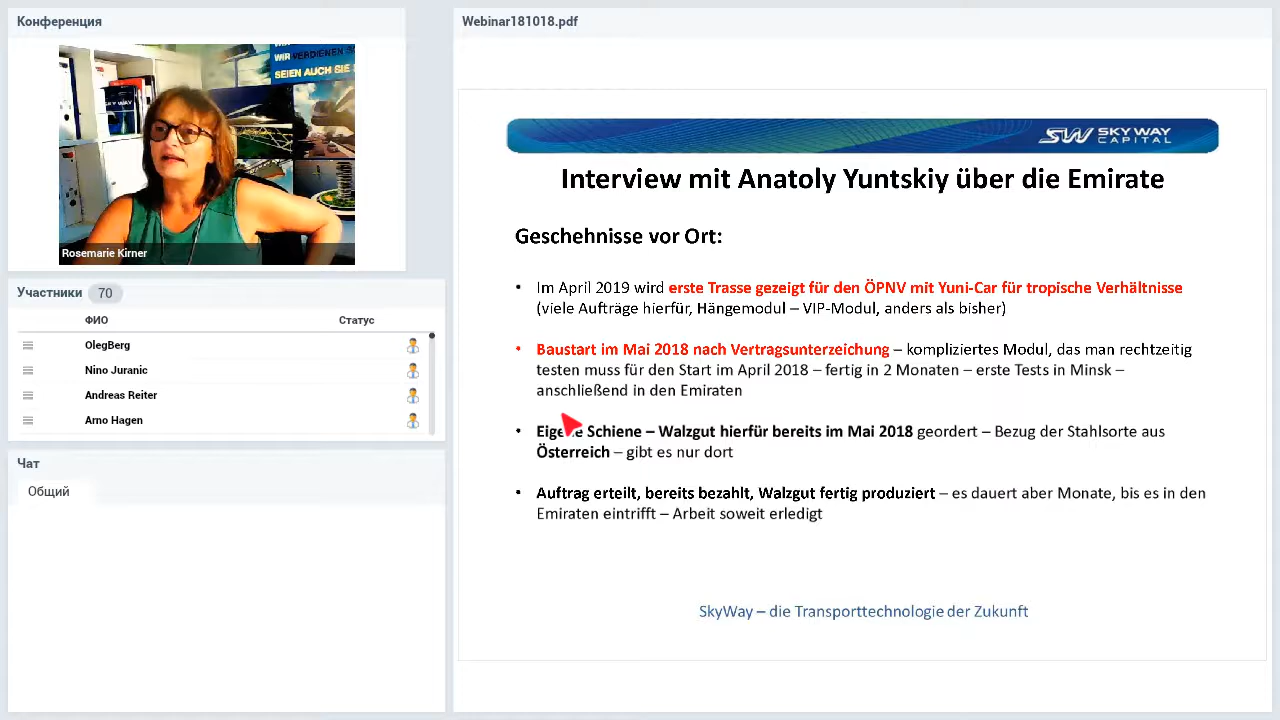 Конференция
WIR VERDIENEN
SEIEN AUCH SIE
SKY WAY
Rosemarie Kirner
Участники 70
ФИО Статус
OlegBerg
Nino Juranic
Andreas Reiter
Arno Hagen
Чат
Общий
Webinar181018.pdf
SW SKY WAY
CAPITAL
Interview mit Anatoly Yuntskiy über die Emirate
Geschehnisse vor Ort:
• Im April 2019 wird erste Trasse gezeigt für den ÖPNV mit Yuni-Car für tropische Verhältnisse
(viele Aufträge hierfür, Hängemodul – VIP-Modul, anders als bisher)
• Baustart im Mai 2018 nach Vertragsunterzeichung – kompliziertes Modul, das man rechtzeitig
testen muss für den Start im April 2018 – fertig in 2 Monaten – erste Tests in Minsk –
anschließend in den Emiraten
• Eigene Schiene – Walzgut hierfür bereits im Mai 2018 geordert – Bezug der Stahlsorte aus
Österreich – gibt es nur dort
• Auftrag erteilt, bereits bezahlt, Walzgut fertig produziert – es dauert aber Monate, bis es in den
Emiraten eintrifft – Arbeit soweit erledigt
SkyWay – die Transporttechnologie der Zukunft